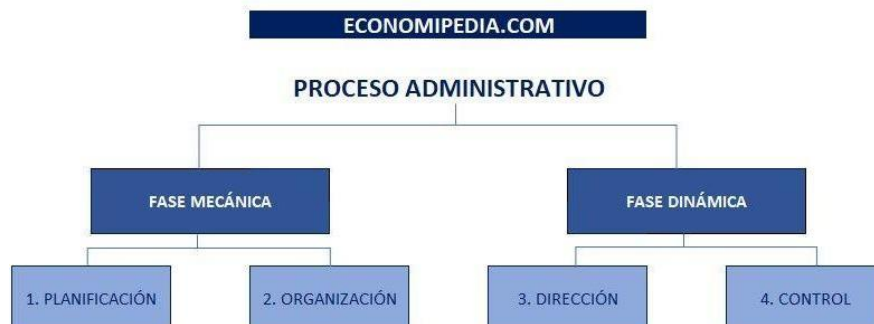 ECONOMIPEDIA.COM
PROCESO ADMINISTRATIVO
FASE MECÁNICA
FASE DINÁMICA
1. PLANIFICACIÓN
2. ORGANIZACIÓN
3. DIRECCIÓN
4. CONTROL